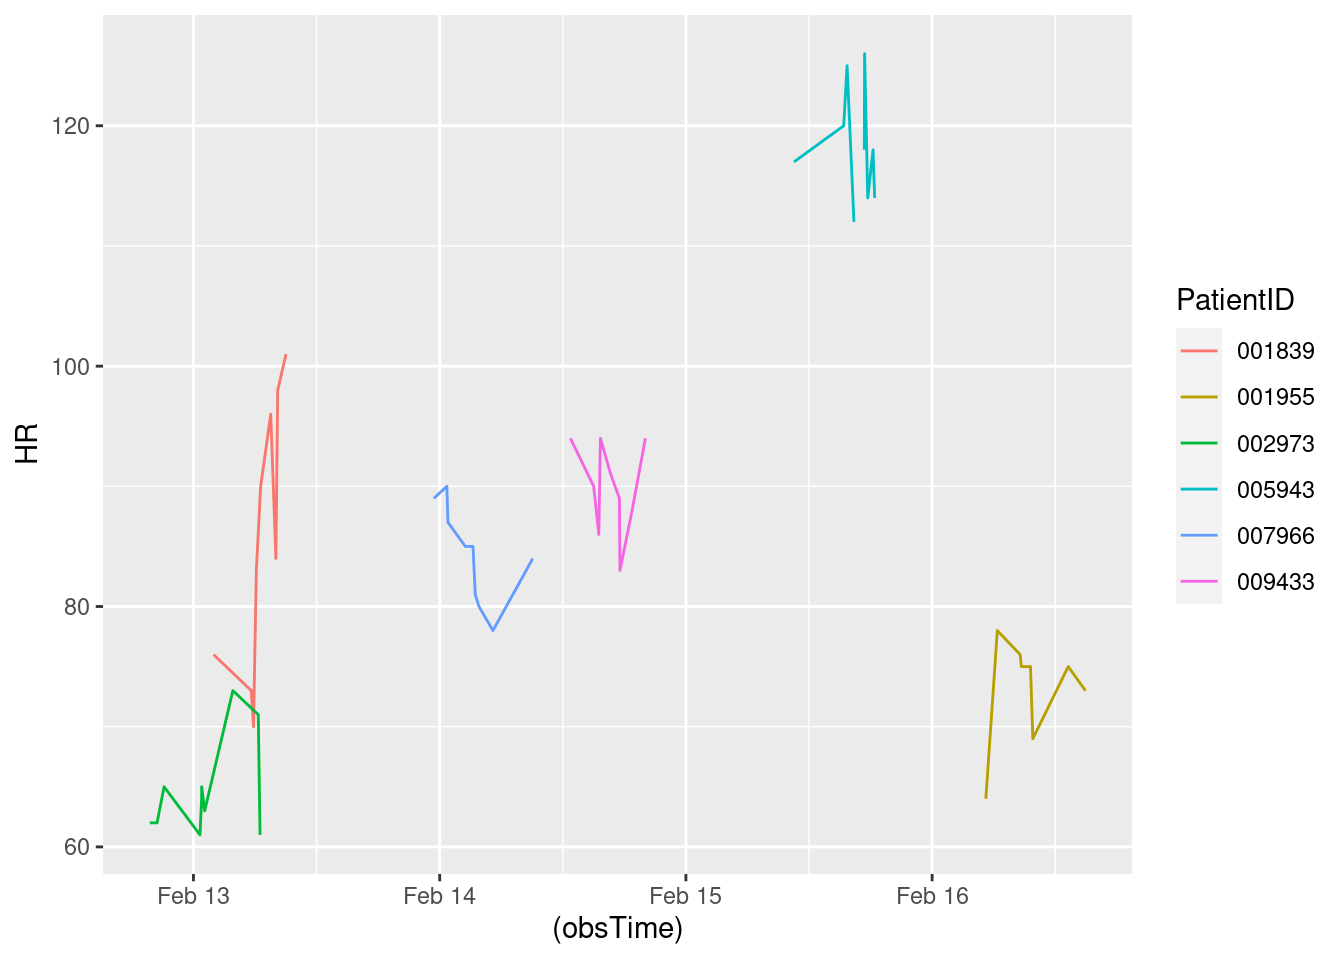 120
100
80
60
HR
Feb 13
Feb 14
Feb 15
Feb 16
(obsTime)
PatientID
001839
001955
002973
005943
007966
009433